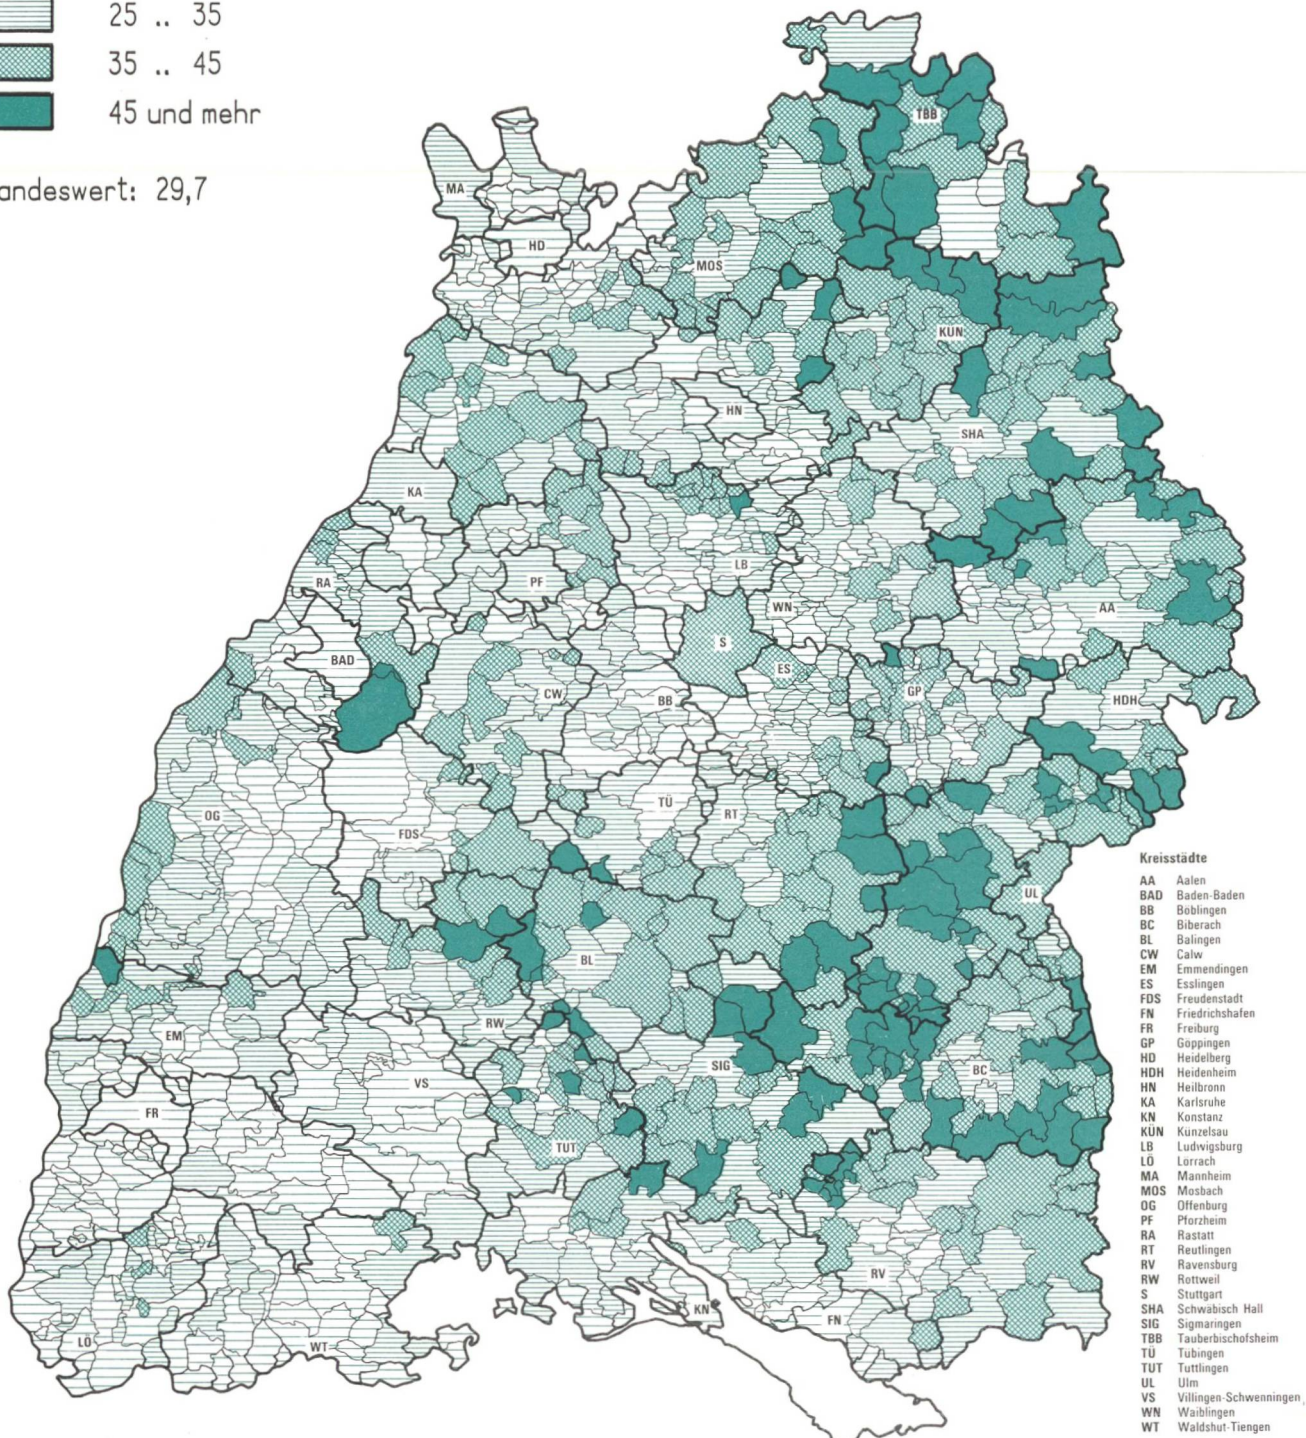 25 .. 35
35 .. 45
45 und mehr
andeswert: 29,7
TBB
MA
HD
MOS
KÜN
HN
SHA
KA
LB
PF
RA
WN
AA
S
BAD
ES
CW
BB
GP
HDH
OG
TÜ
RT
FDS
UL
BL
RW
EM
SIG
BC
VS
FR
TUT
RV
KN
FN
LÖ
WT
Kreisstädte
AA Aalen
BAD Baden-Baden
BB Böblingen
BC Biberach
BL Balingen
CW Calw
EM Emmendingen
ES Esslingen
FDS Freudenstadt
FN Friedrichshafen
FR Freiburg
GP Göppingen
HD Heidelberg
HDH Heidenheim
HN Heilbronn
KA Karlsruhe
KN Konstanz
KÜN Künzelsau
LB Ludwigsburg
LÖ Lörrach
MA Mannheim
MOS Mosbach
OG Offenburg
PF Pforzheim
RA Rastatt
RT Reutlingen
RV Ravensburg
RW Rottweil
S Stuttgart
SHA Schwäbisch Hall
SIG Sigmaringen
TBB Tauberbischofsheim
TÜ Tübingen
TUT Tuttlingen
UL Ulm
VS Villingen-Schwenningen
WN Waiblingen
WT Waldshut-Tiengen